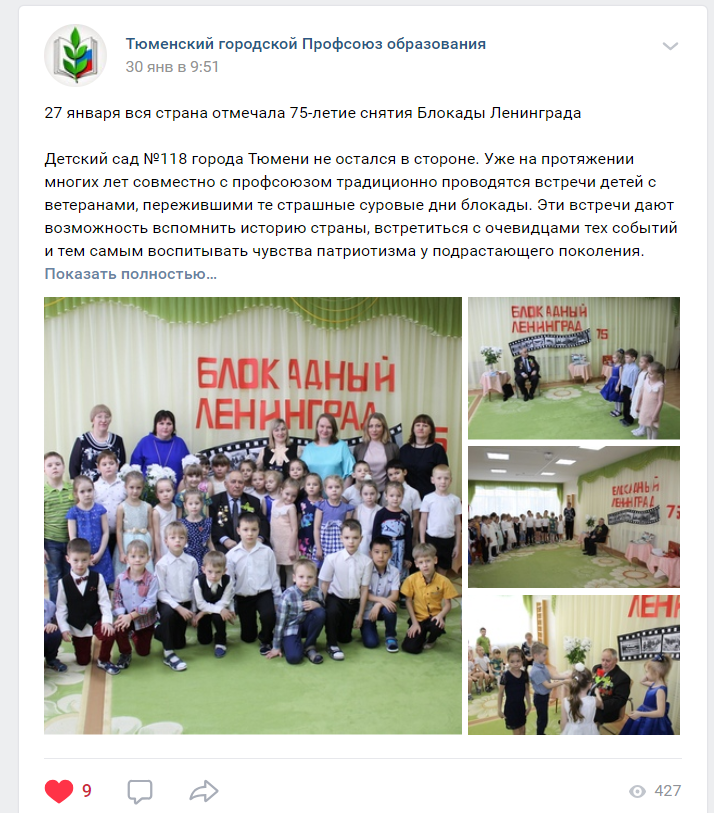 Тюменский городской Профсоюз образования
30 янв в 9:51
27 января вся страна отмечала 75-летие снятия Блокады Ленинграда
Детский сад №118 города Тюмени не остался в стороне. Уже на протяжении
многих лет совместно с профсоюзом традиционно проводятся встречи детей с
ветеранами, пережившими те страшные суровые дни блокады. Эти встречи дают
возможность вспомнить историю страны, встретиться с очевидцами тех событий
и тем самым воспитывать чувства патриотизма у подрастающего поколения.
Показать полностью...
БЛОКАДНЫЙ
ЛЕНИНГРАД
75
БЛОКАДНЫЙ
ЛЕНИНГРАД
75
БЛОКАДНЫЙ
ЛЕНИНГРАД
75
ЛЕНИН
9
427